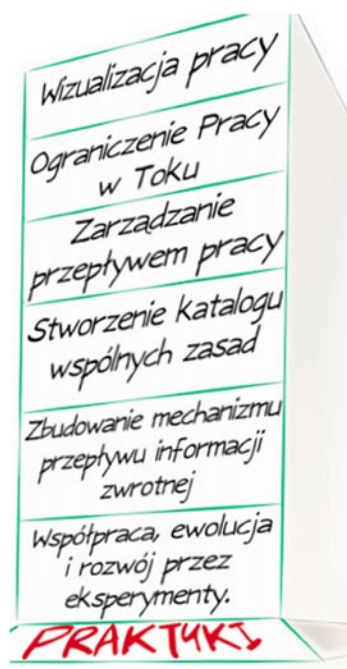 Wizualizacja pracy
Ograniczenie Pracy
w Toku
Zarządzanie
przepływem pracy
Stworzenie katalogu
wspólnych zasad
Zbudowanie mechanizmu
przepływu informacji
zwrotnej
Współpraca, ewolucja
i rozwój przez
eksperymenty.
PRAKTYKI